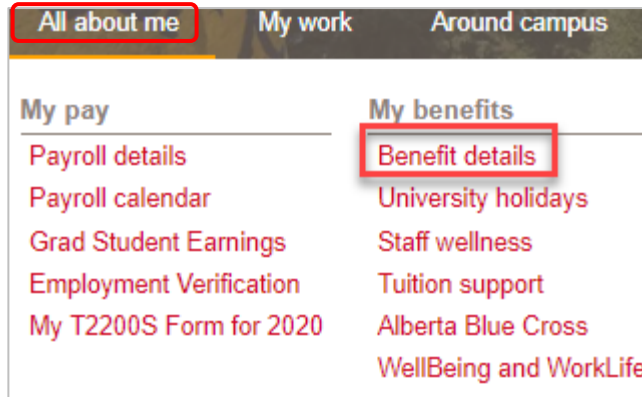 All about me My work Around campus
My pay
Payroll details
Payroll calendar
Grad Student Earnings
Employment Verification
My T2200S Form for 2020
My benefits
Benefit details
University holidays
Staff wellness
Tuition support
Alberta Blue Cross
WellBeing and WorkLife